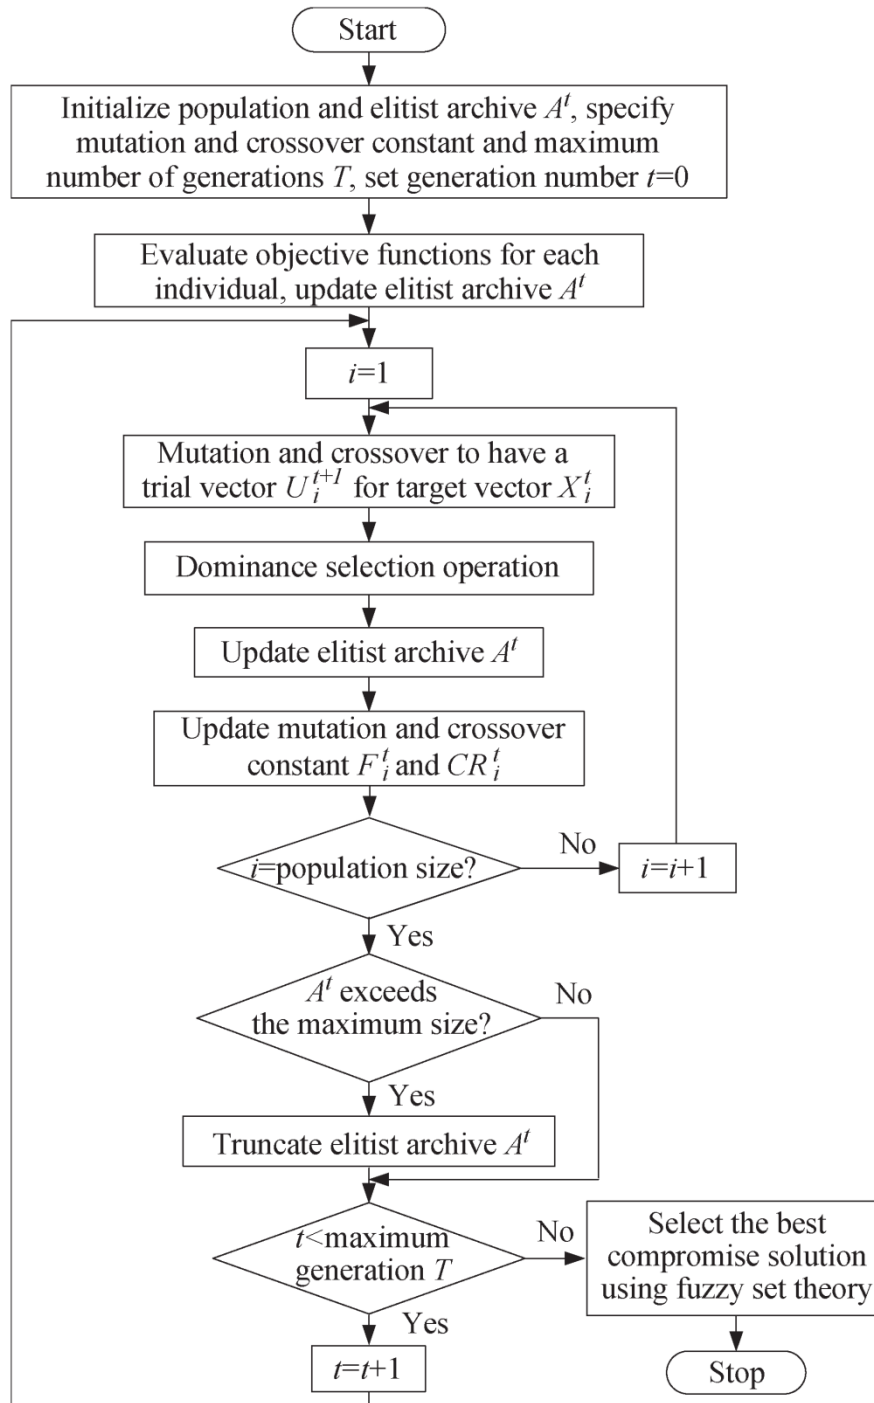 Start
Initialize population and elitist archive A^t, specify
mutation and crossover constant and maximum
number of generations T, set generation number t=0
Evaluate objective functions for each
individual, update elitist archive A^t
i=1
Mutation and crossover to have a
trial vector U_i^{t+1} for target vector X_i^t
Dominance selection operation
Update elitist archive A^t
Update mutation and crossover
constant F_i^t and CR_i^t
i=population size?
No
i=i+1
Yes
A^t exceeds
the maximum size?
No
Yes
Truncate elitist archive A^t
t<maximum
generation T
No
Select the best
compromise solution
using fuzzy set theory
Yes
t=t+1
Stop